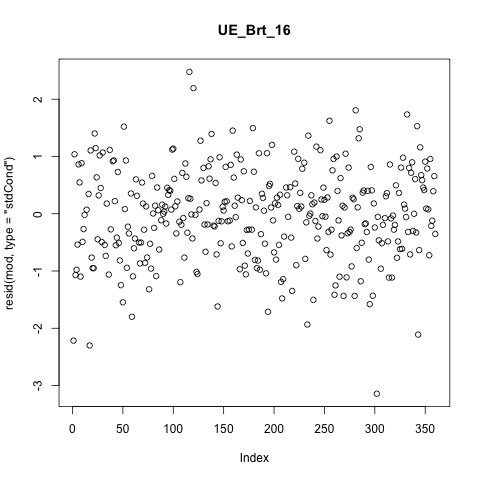 UE_Brt_16
resid(mod, type = "stdCond")
2
1
0
-1
-2
-3
0 50 100 150 200 250 300 350
Index